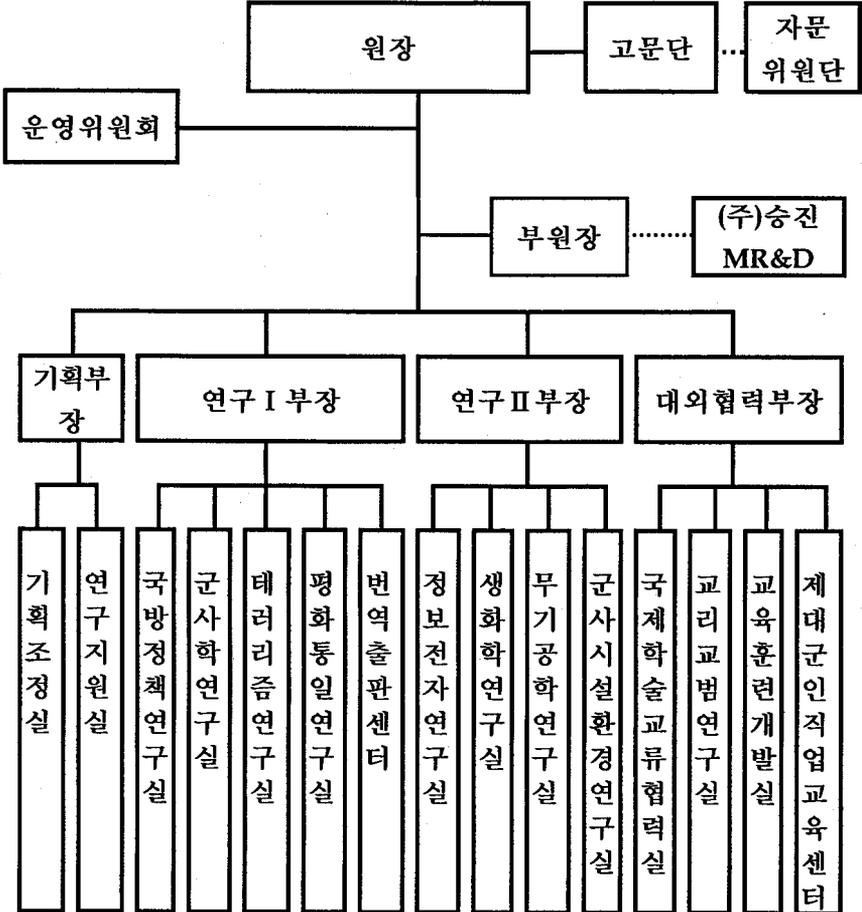 원장
고문단
자문
위원단
운영위원회
부원장
(주)승진
MR&D
기획부
장
연구 I 부장
연구 II 부장
대외협력부장
기획조정실
연구지원실
국방정책연구실
군사학연구실
테러리즘연구실
평화통일연구실
번역출판센터
정보전자연구실
생화학연구실
무기공학연구실
군사시설환경연구실
국제학술교류협력실
교리교범연구실
교육훈련개발실
제대군인직업교육센터